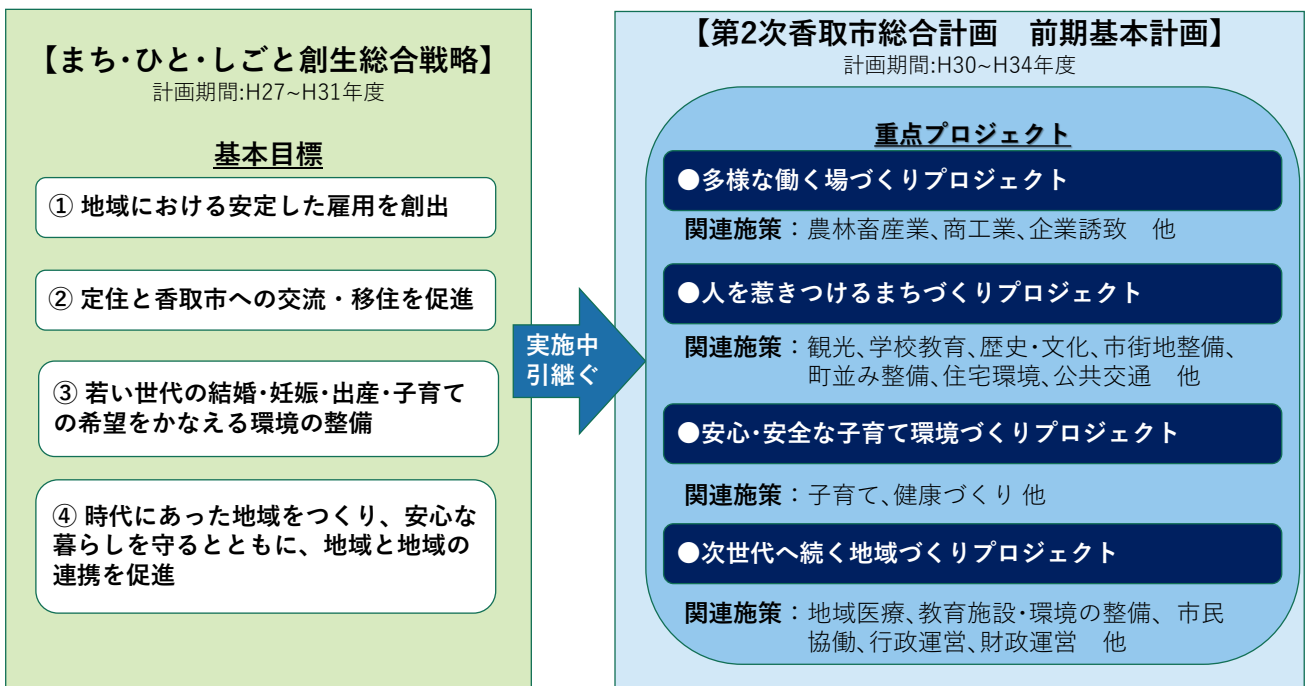 【まち・ひと・しごと創生総合戦略】
計画期間:H27~H31年度
基本目標
① 地域における安定した雇用を創出
② 定住と香取市への交流・移住を促進
③ 若い世代の結婚・妊娠・出産・子育て
の希望をかなえる環境の整備
④ 時代にあった地域をつくり、安心な
暮らしを守るとともに、地域と地域の
連携を促進
実施中
引継ぐ
【第2次香取市総合計画　前期基本計画】
計画期間:H30~H34年度
重点プロジェクト
●多様な働く場づくりプロジェクト
関連施策：農林畜産業、商工業、企業誘致　他
●人を惹きつけるまちづくりプロジェクト
関連施策：観光、学校教育、歴史・文化、市街地整備、
町並み整備、住宅環境、公共交通　他
●安心・安全な子育て環境づくりプロジェクト
関連施策：子育て、健康づくり 他
●次世代へ続く地域づくりプロジェクト
関連施策：地域医療、教育施設・環境の整備、市民
協働、行政運営、財政運営　他